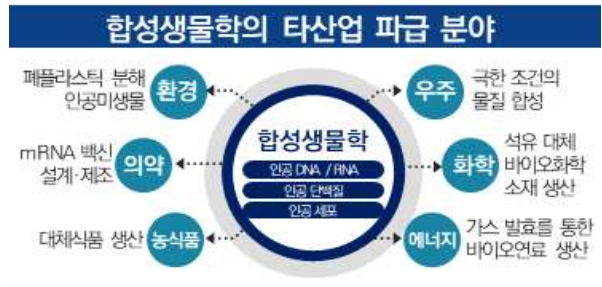 합성생물학의 타산업 파급 분야
폐플라스틱 분해
인공미생물
환경
mRNA 백신
설계·제조
의약
대체식품 생산
농식품
합성생물학
인공 DNA / RNA
인공 단백질
인공 세포
우주
극한 조건의
물질 합성
화학
석유 대체
바이오화학
소재 생산
에너지
가스 발효를 통한
바이오연료 생산